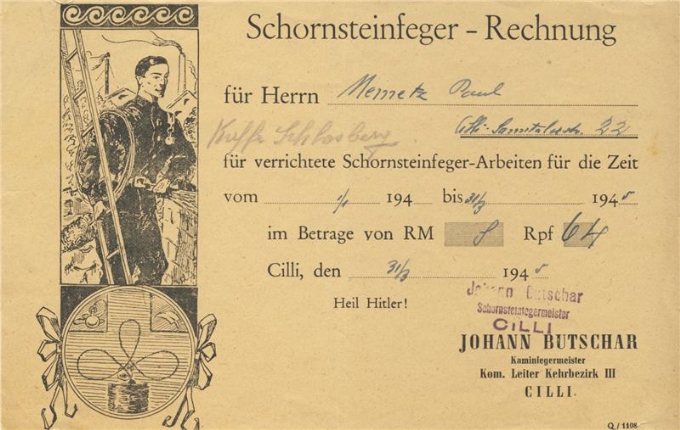 Schornsteinfeger - Rechnung
für Herrn Nemetz Paul
Cilli-Sanntalerstr. 22
für verrichtete Schornsteinfeger-Arbeiten für die Zeit
vom 1/1 194 bis 31/3 1945
im Betrage von RM 8 Rpf 64
Cilli, den 31/3 1945
Heil Hitler!
Johann Butschar
Schornsteinfegermeister
CILLI
JOHANN BUTSCHAR
Kaminfegermeister
Kom. Leiter Kehrbezirk III
CILLI.
Q/1108